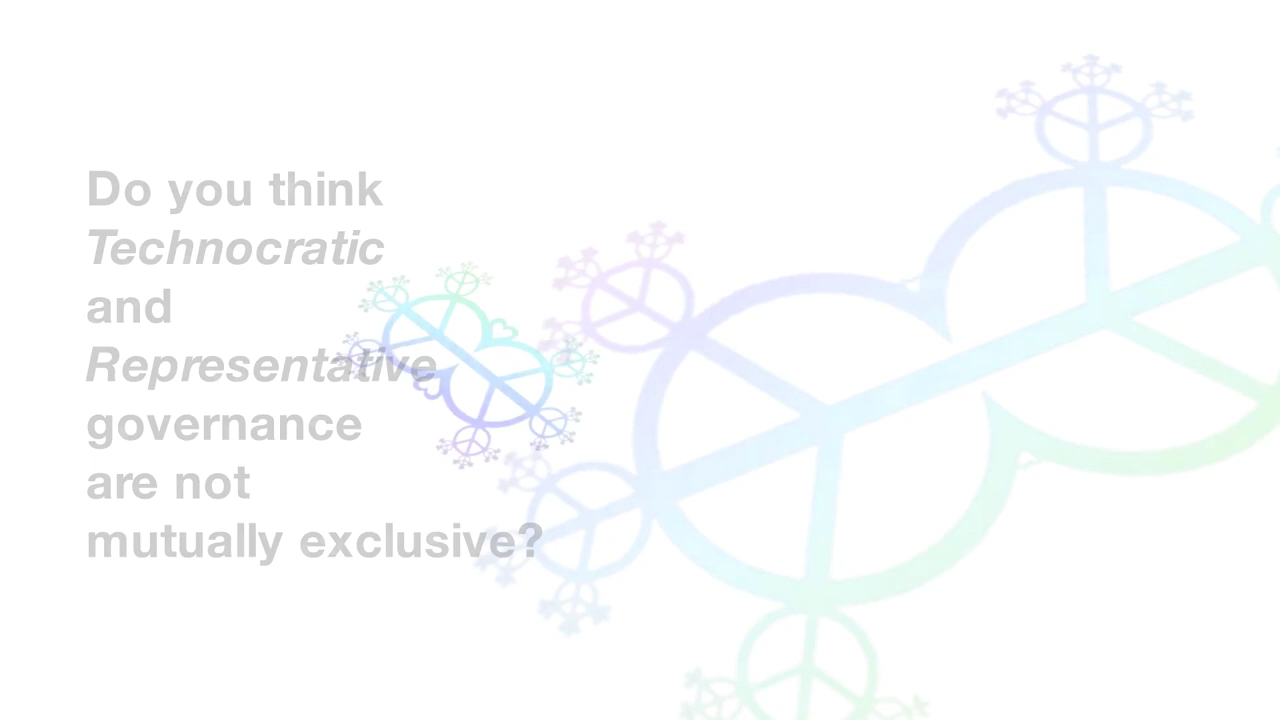 Do you think
Technocratic
and
Representative
governance
are not
mutually exclusive?